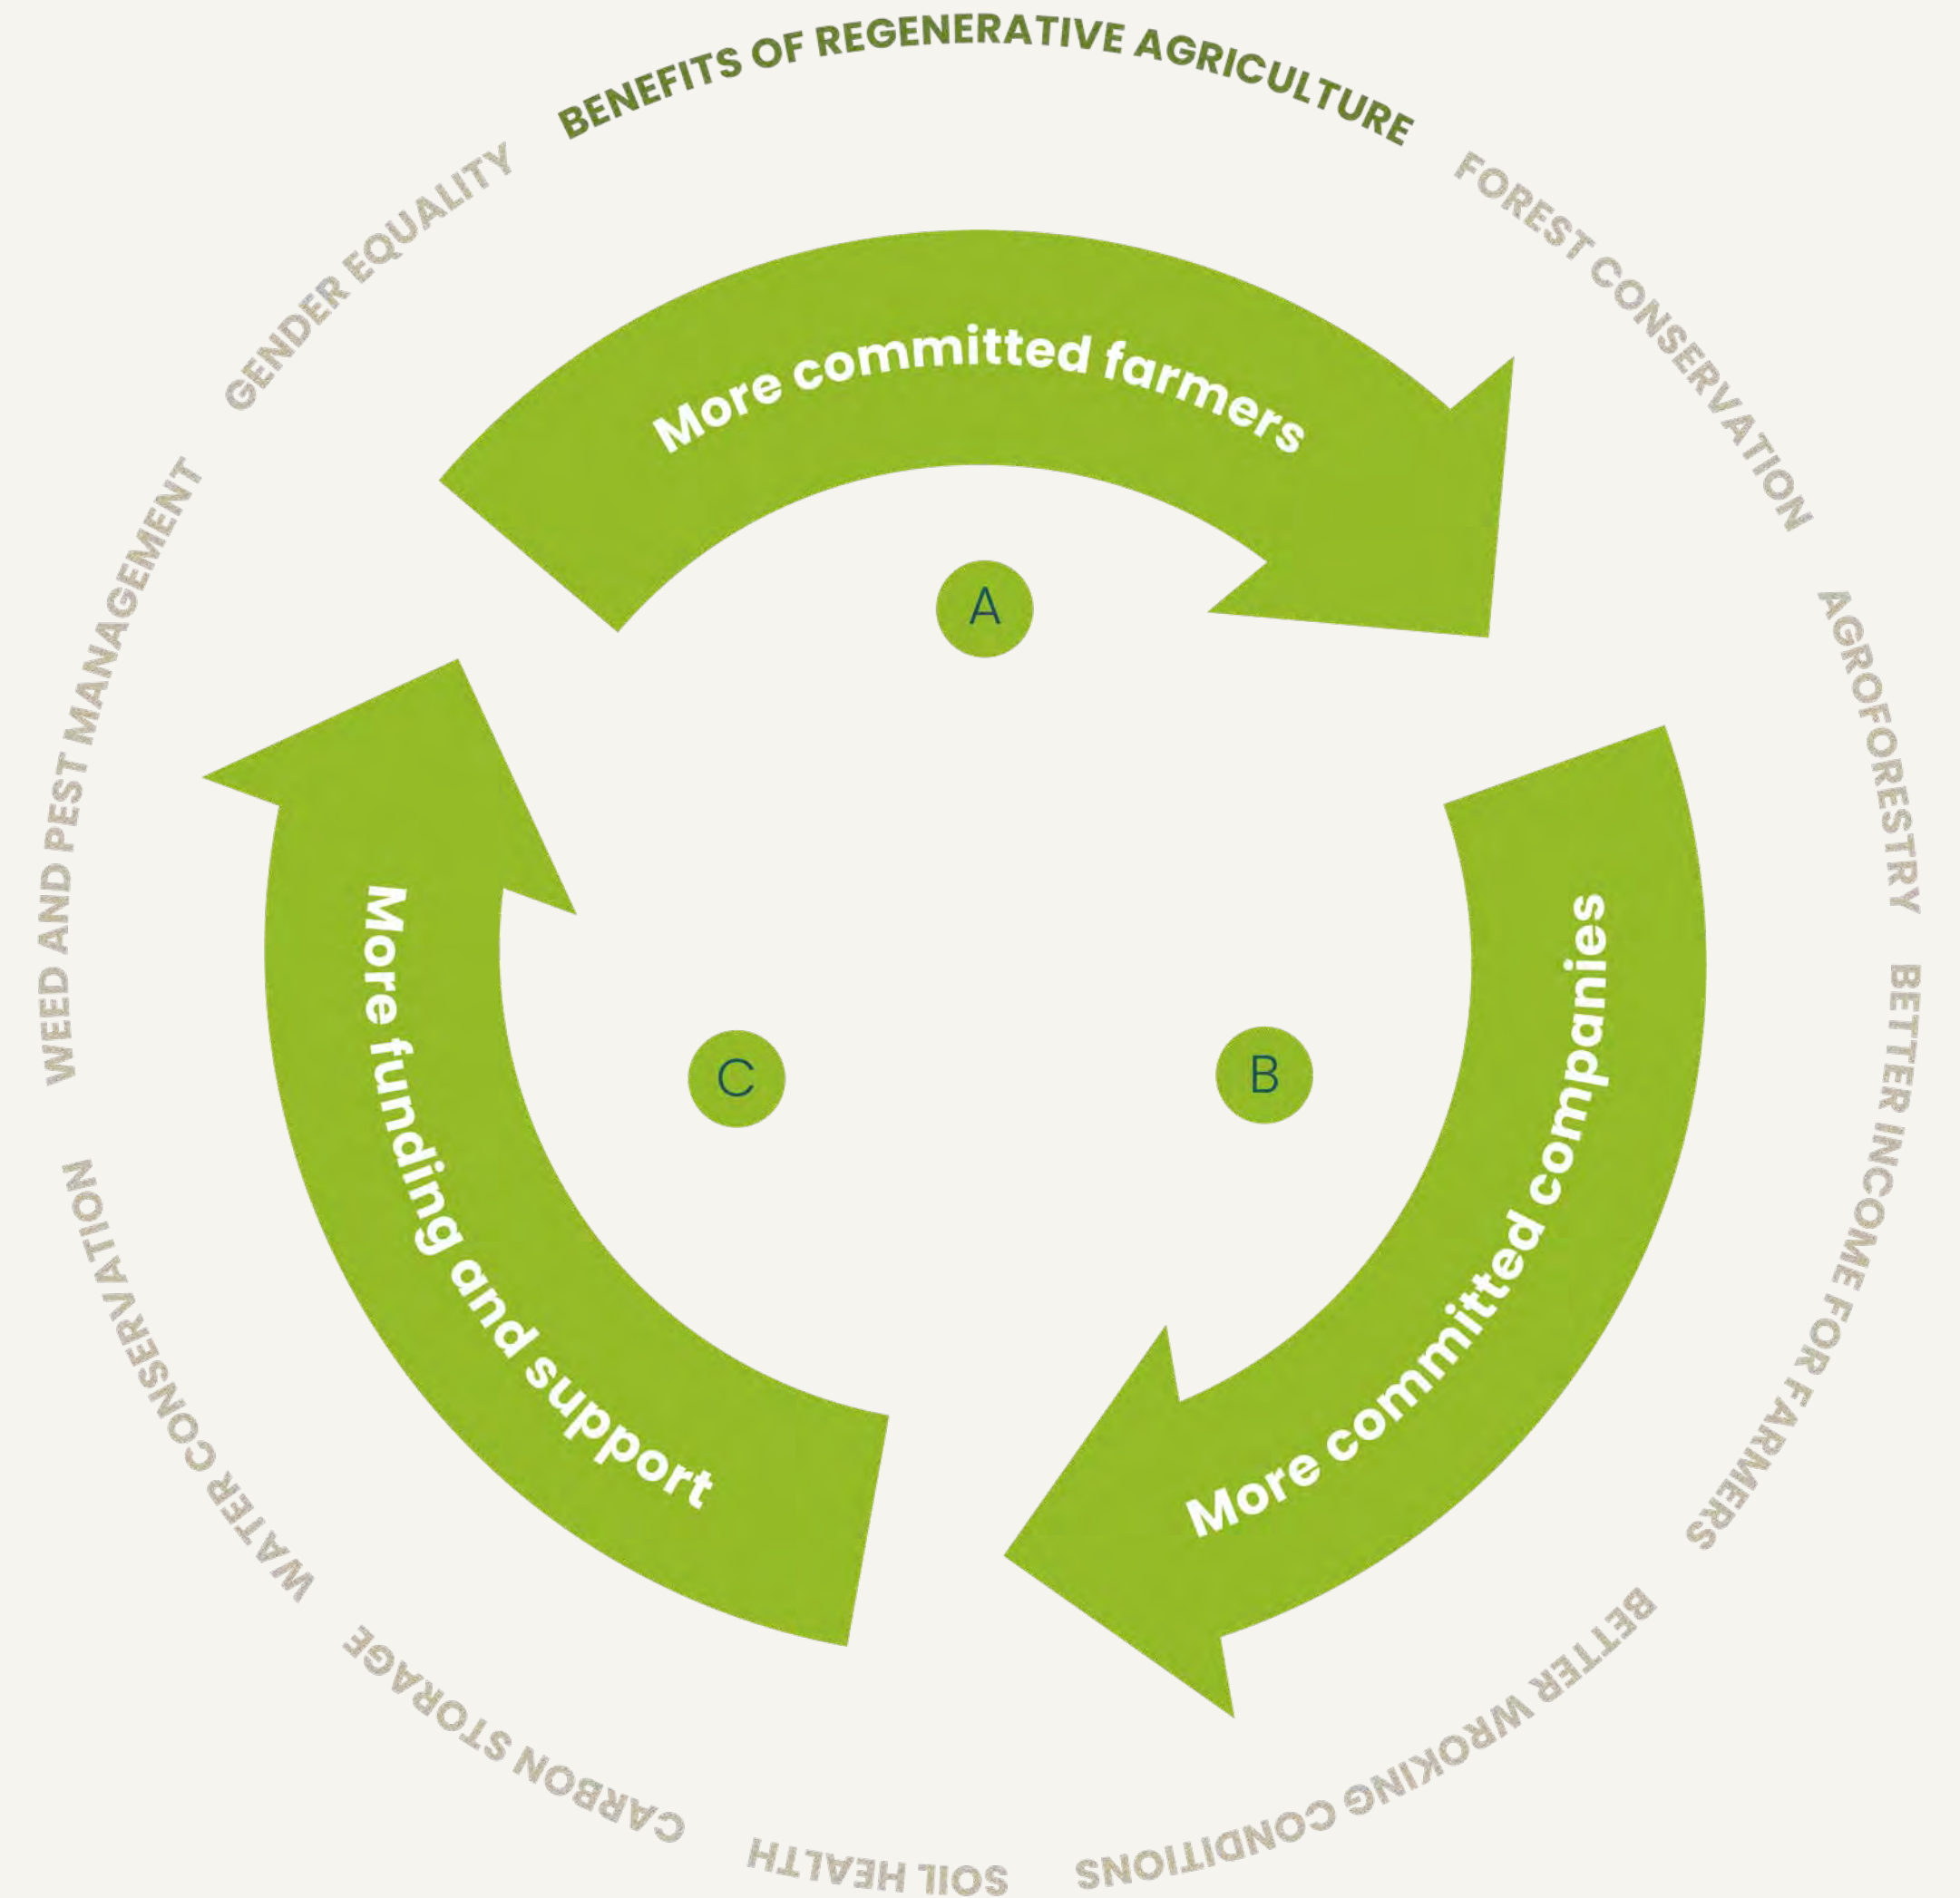 BENEFITS OF REGENERATIVE AGRICULTURE
FOREST CONSERVATION
AGROFORESTRY
BETTER INCOME FOR FARMERS
BETTER WROKING CONDITIONS
SOIL HEALTH
CARBON STORAGE
WATER CONSERVATION
WEED AND PEST MANAGEMENT
GENDER EQUALITY
More committed farmers
A
More committed companies
B
More funding and support
C